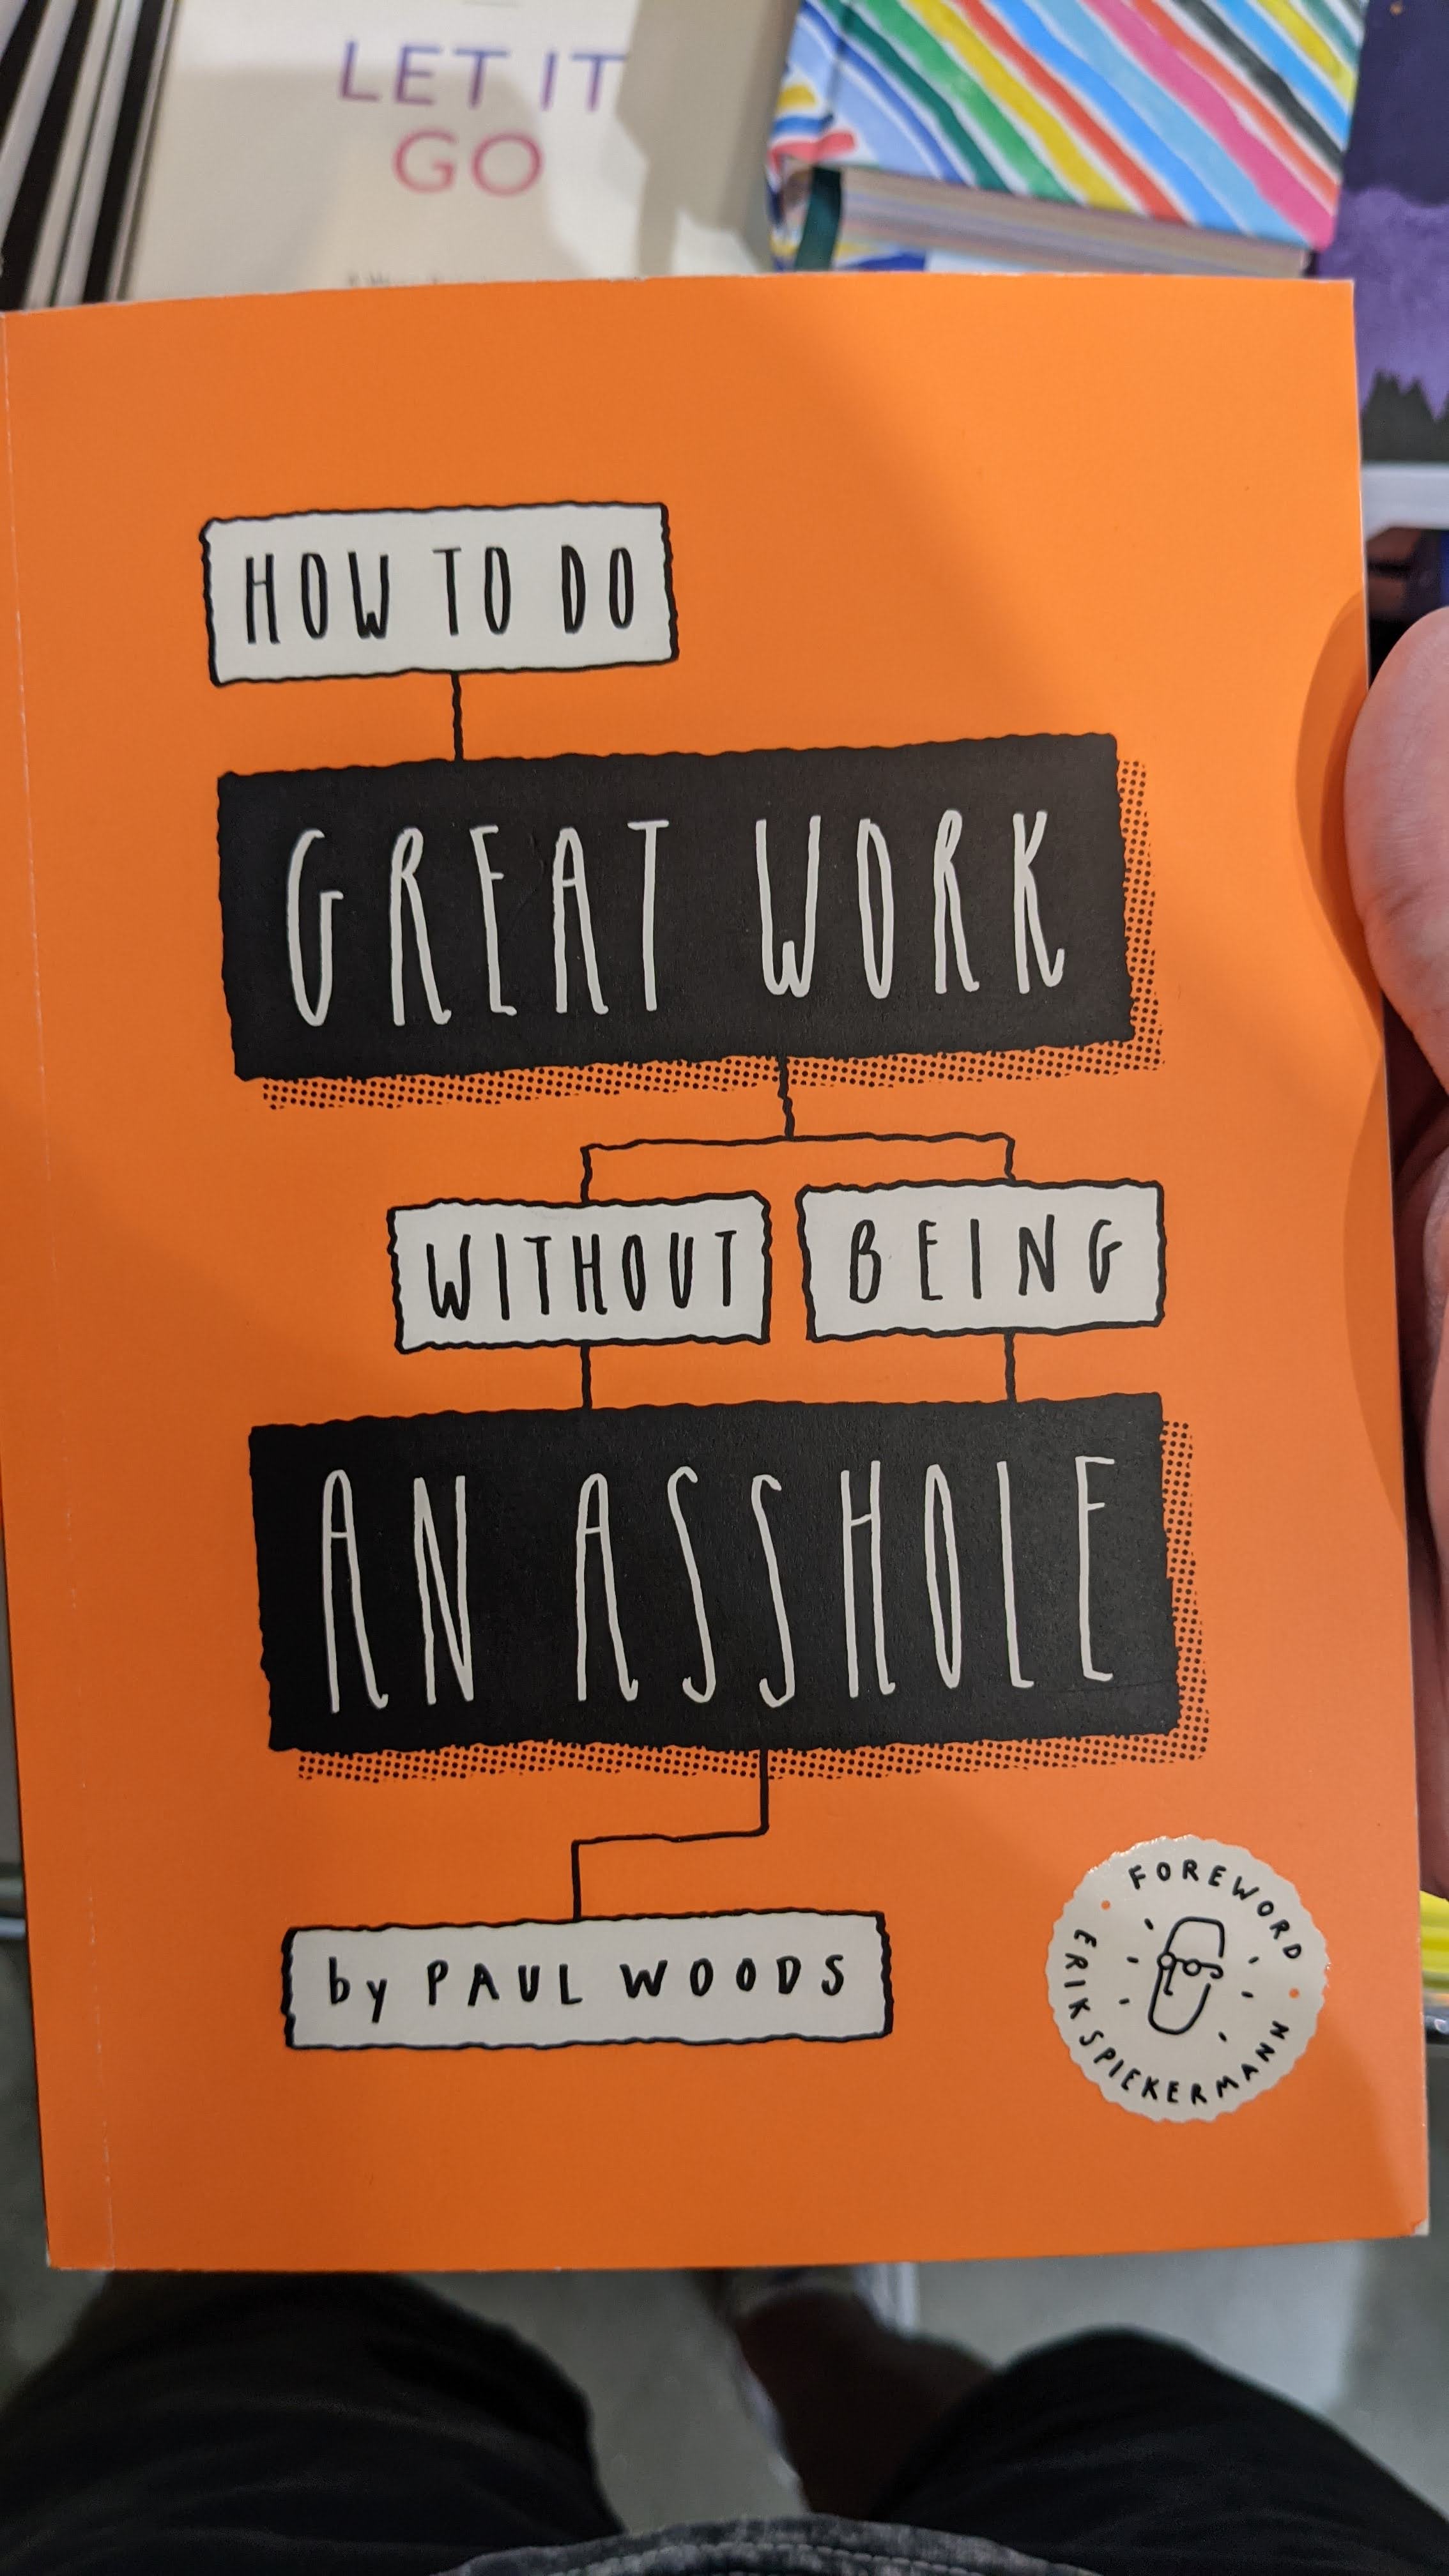 LET IT
GO
HOW TO DO
GREAT WORK
WITHOUT BEING
AN ASSHOLE
by PAUL WOODS
FOREWORD
ERIK SPIEKERMANN